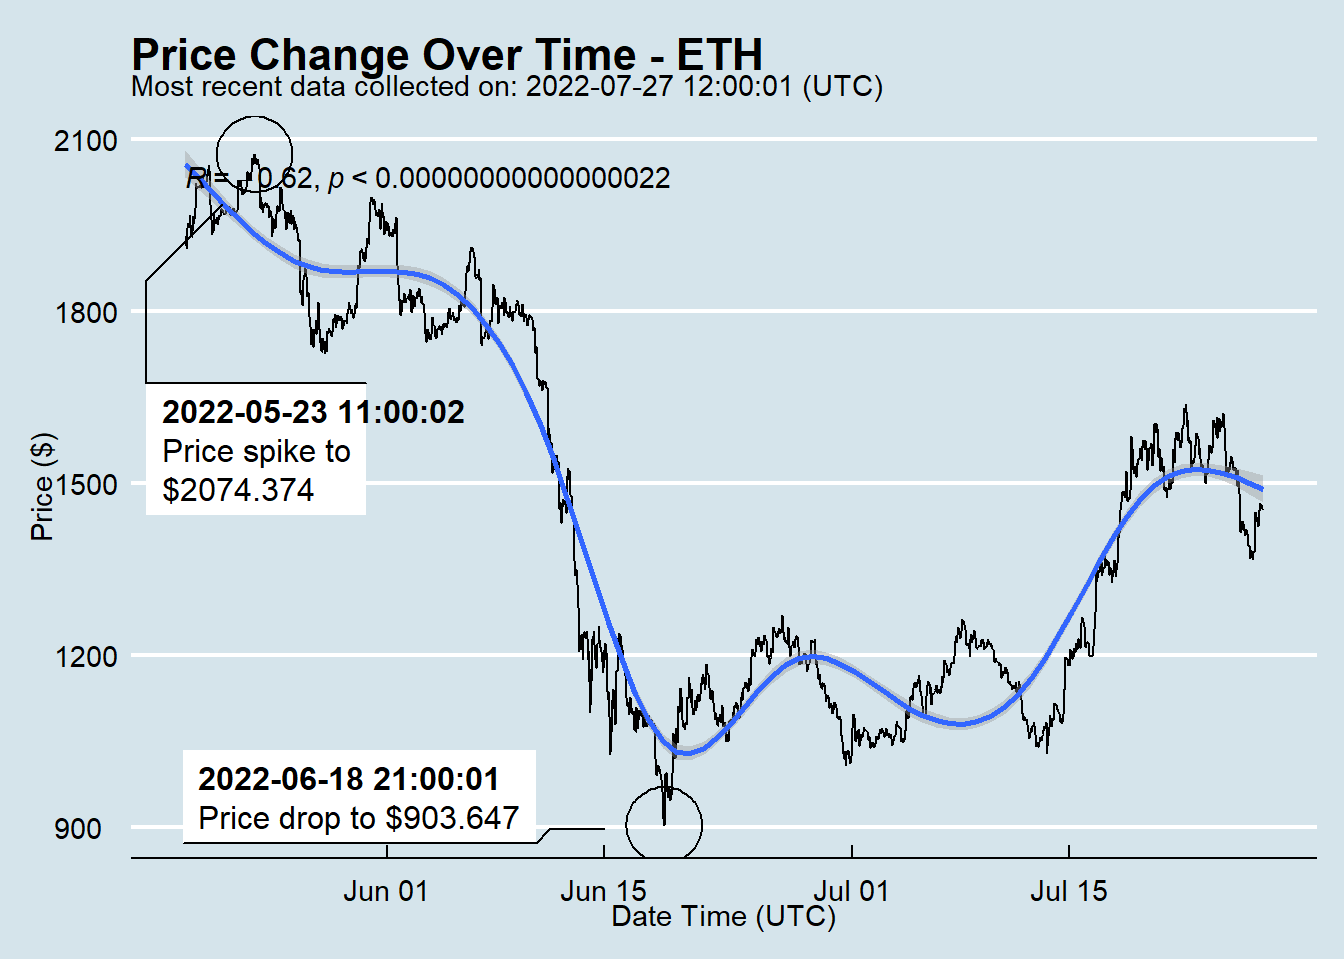 Price Change Over Time - ETH
Most recent data collected on: 2022-07-27 12:00:01 (UTC)
2100
R = - 0.62, p < 0.00000000000000022
1800
2022-05-23 11:00:02
Price spike to
$2074.374
Price ($)
1500
1200
2022-06-18 21:00:01
Price drop to $903.647
900
Jun 01 Jun 15 Jul 01 Jul 15
Date Time (UTC)